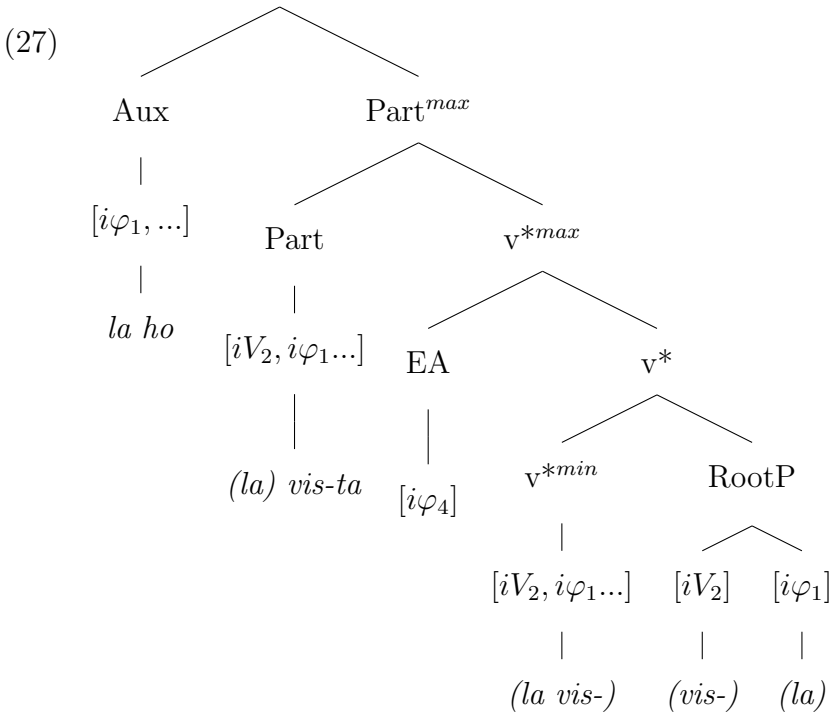 (27)
Aux Part^max
[iφ₁, ...] Part v*^max
la ho [iV₂, iφ₁...] EA v*
(la) vis-ta [iφ₄] v*^min RootP
[iV₂, iφ₁...] [iV₂] [iφ₁]
(la vis-) (vis-) (la)